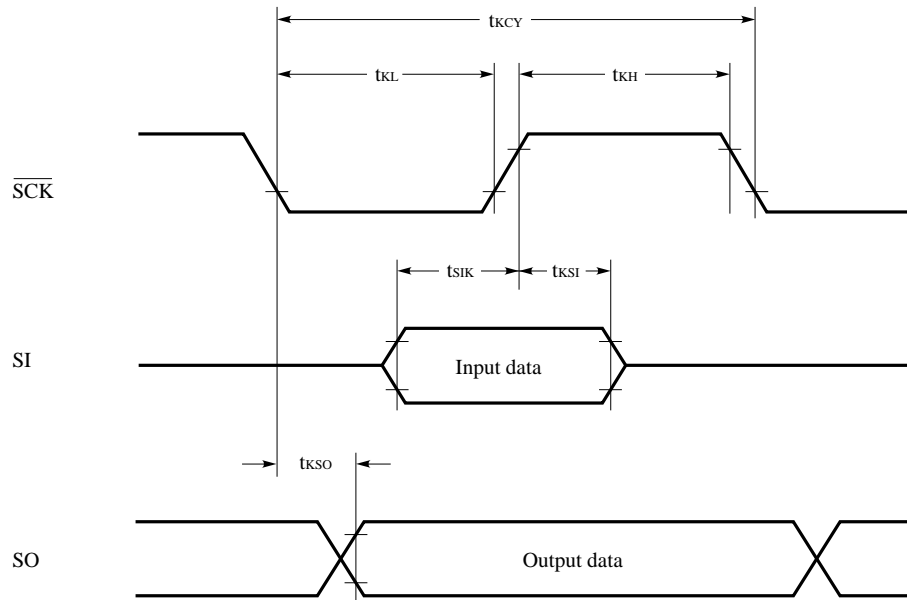 tKCY
tKL
tKH
SCK
tSIK
tKSI
SI
Input data
tKSO
SO
Output data